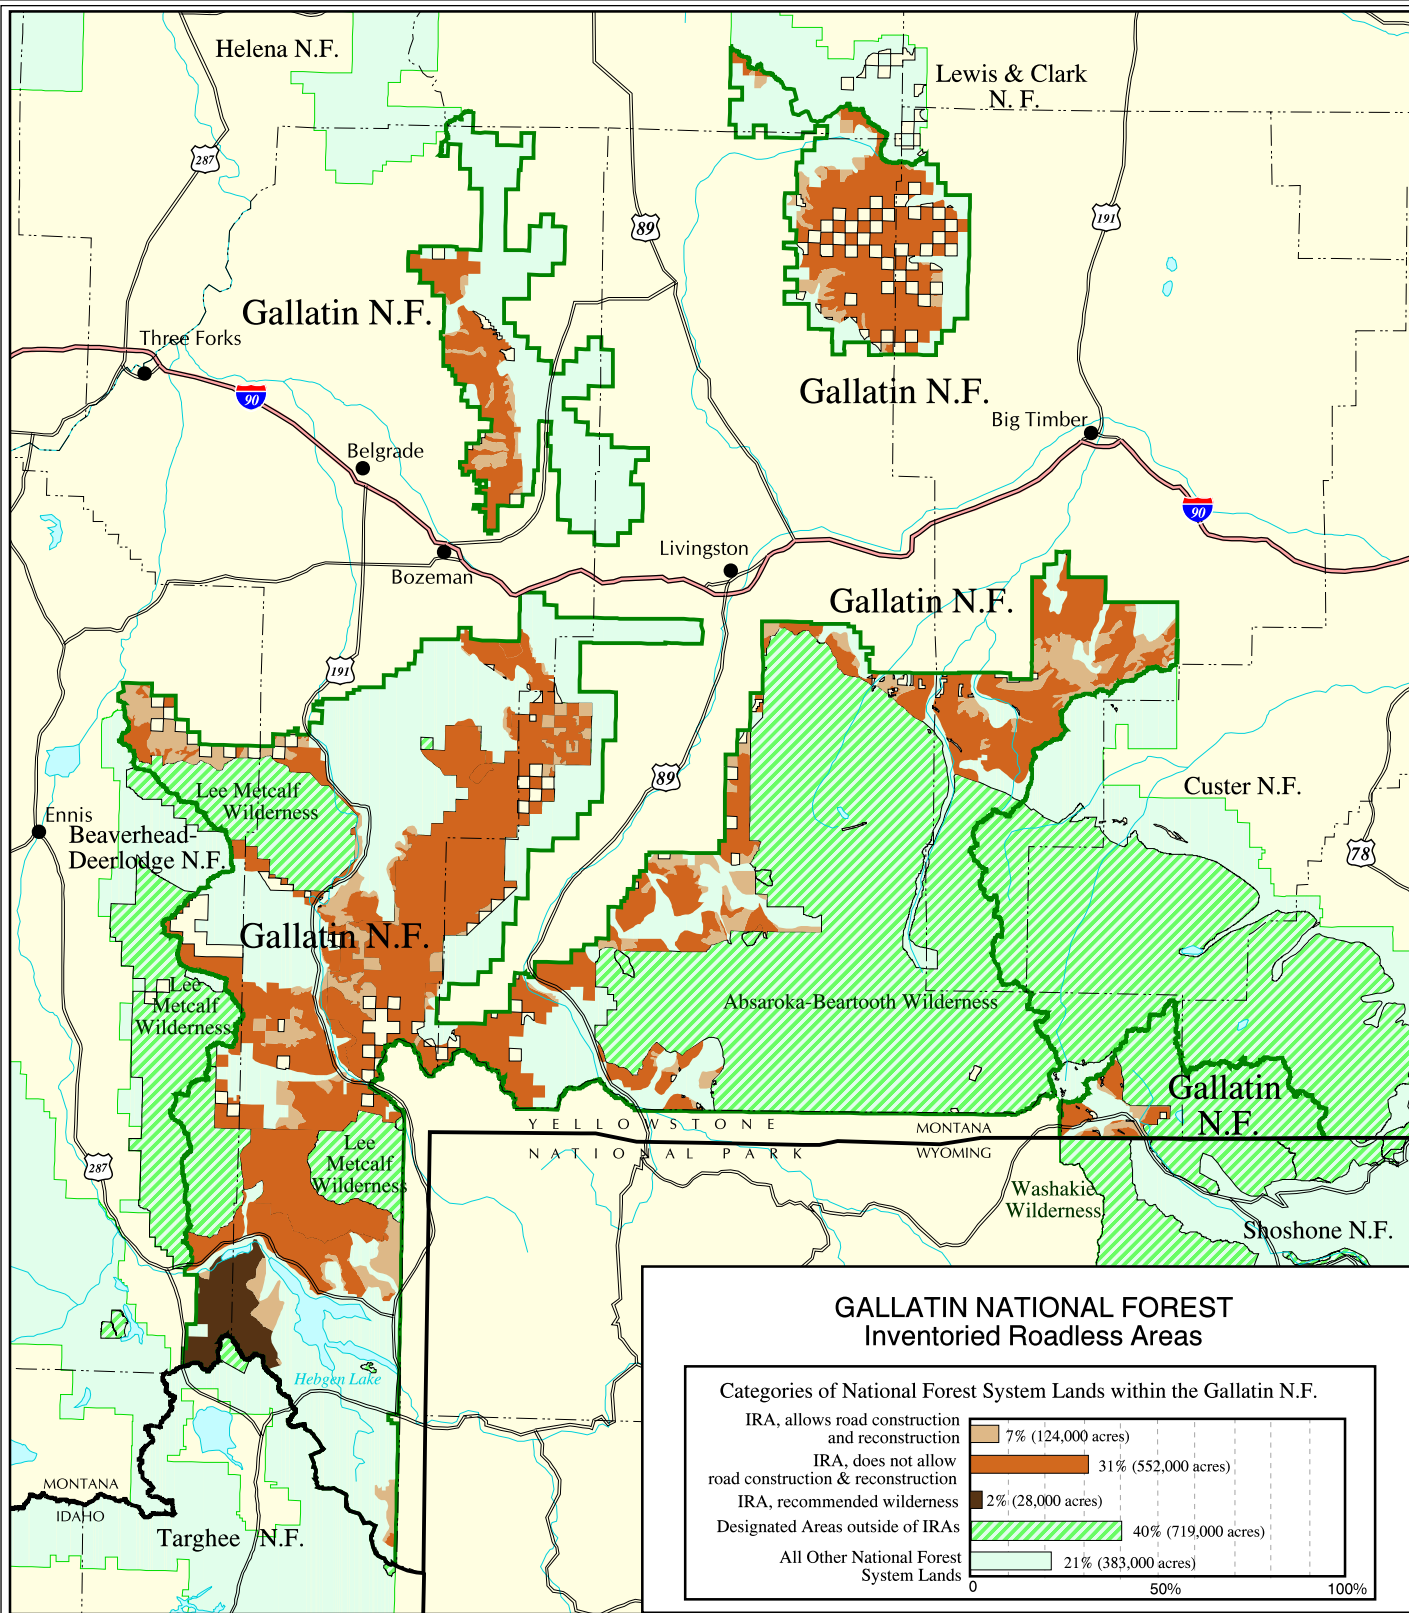 Helena N.F.
Lewis & Clark
N. F.
287
89
191
Gallatin N.F.
Three Forks
90
Gallatin N.F.
Big Timber
Belgrade
90
Livingston
Bozeman
Gallatin N.F.
191
89
Lee Metcalf
Wilderness
Custer N.F.
Ennis
Beaverhead-
Deerlodge N.F.
78
Gallatin N.F.
Lee
Metcalf
Wilderness
Absaroka-Beartooth Wilderness
Gallatin
N.F.
YELLOWSTONE
NATIONAL PARK
MONTANA
WYOMING
Lee
Metcalf
Wilderness
287
Washakie
Wilderness
Shoshone N.F.
Hebgen Lake
MONTANA
IDAHO
Targhee N.F.
GALLATIN NATIONAL FOREST
Inventoried Roadless Areas
Categories of National Forest System Lands within the Gallatin N.F.
IRA, allows road construction
and reconstruction
7% (124,000 acres)
IRA, does not allow
road construction & reconstruction
31% (552,000 acres)
IRA, recommended wilderness
2% (28,000 acres)
Designated Areas outside of IRAs
40% (719,000 acres)
All Other National Forest
System Lands
21% (383,000 acres)
0 50% 100%